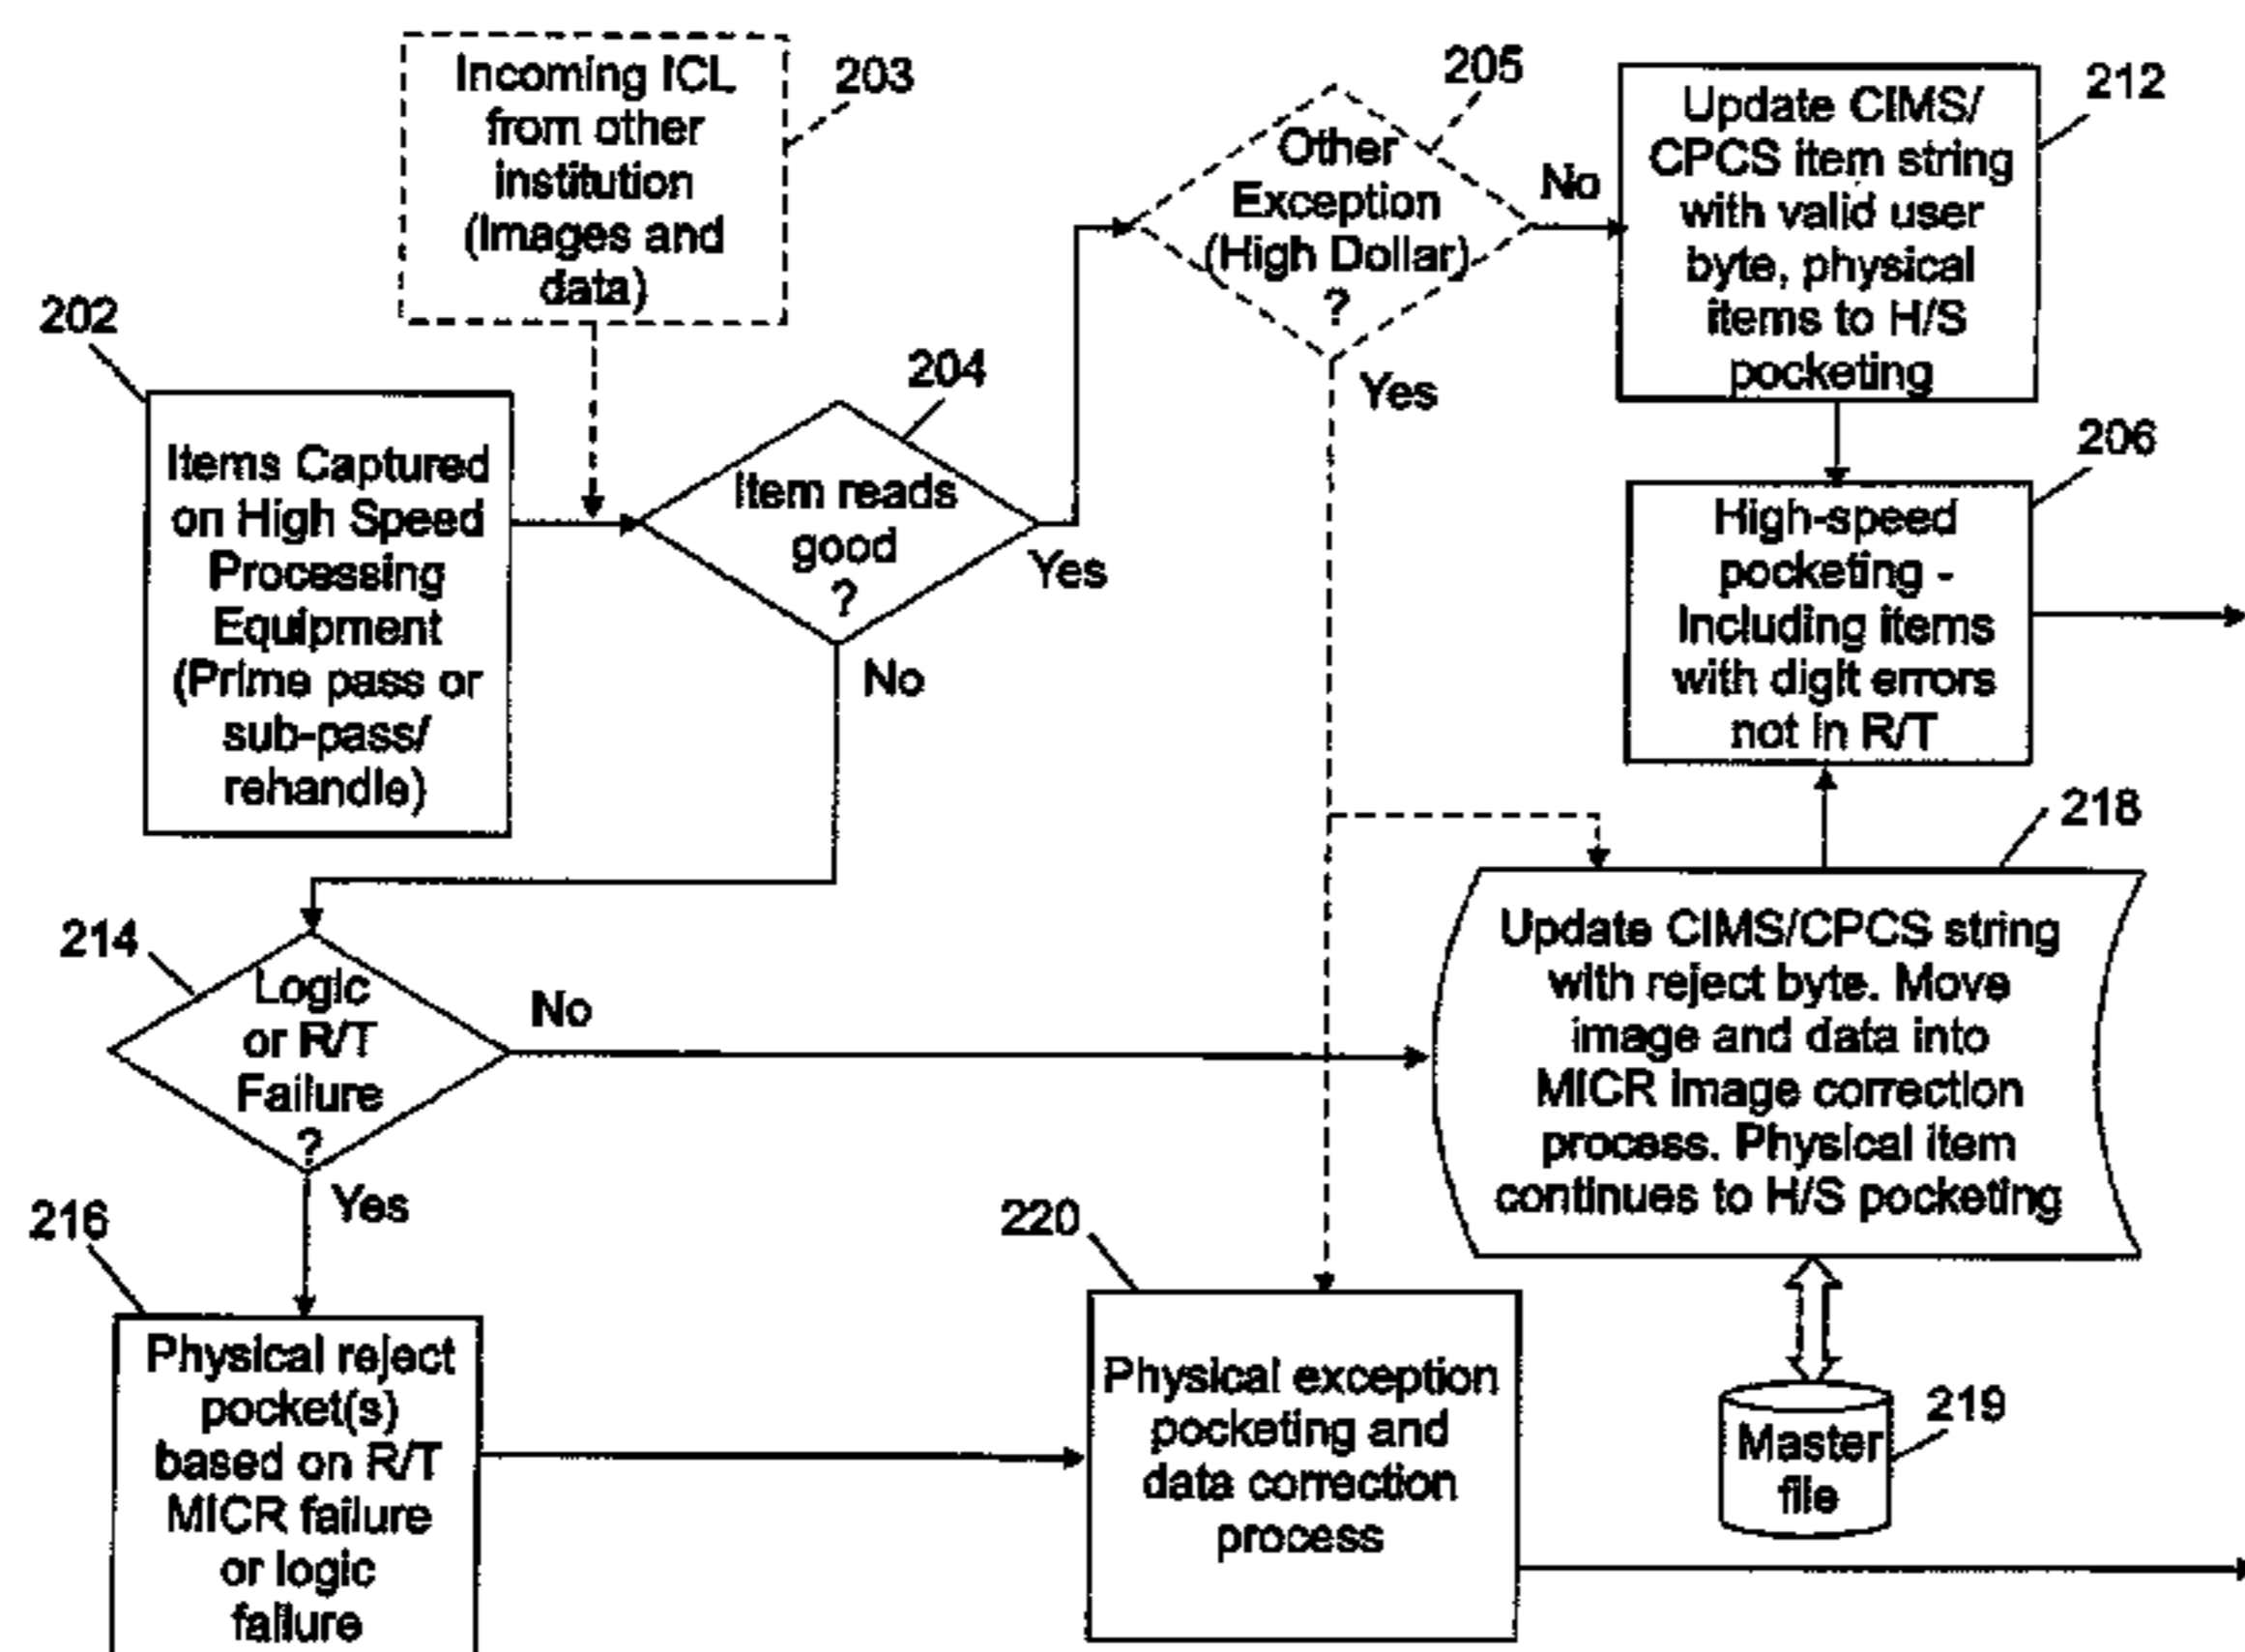 Incoming ICL
from other
institution
(Images and
data)
203
205
Other
Exception
(High Dollar)
?
No
Yes
Update CIMS/
CPCS item string
with valid user
byte, physical
items to H/S
pocketing
212
202
Items Captured
on High Speed
Processing
Equipment
(Prime pass or
sub-pass/
rehandle)
204
Item reads
good
?
Yes
No
206
High-speed
pocketing -
Including items
with digit errors
not in R/T
214
Logic
or R/T
Failure
?
No
Yes
218
Update CIMS/CPCS string
with reject byte. Move
image and data into
MICR image correction
process. Physical item
continues to H/S pocketing
216
Physical reject
pocket(s)
based on R/T
MICR failure
or logic
failure
220
Physical exception
pocketing and
data correction
process
219
Master
file